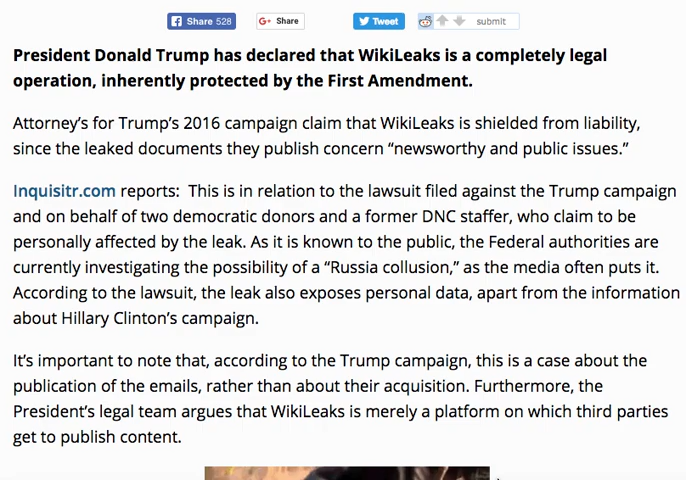 Share 528
Share
Tweet
submit
President Donald Trump has declared that WikiLeaks is a completely legal
operation, inherently protected by the First Amendment.
Attorney's for Trump's 2016 campaign claim that WikiLeaks is shielded from liability,
since the leaked documents they publish concern “newsworthy and public issues.”
Inquisitr.com reports:  This is in relation to the lawsuit filed against the Trump campaign
and on behalf of two democratic donors and a former DNC staffer, who claim to be
personally affected by the leak. As it is known to the public, the Federal authorities are
currently investigating the possibility of a “Russia collusion,” as the media often puts it.
According to the lawsuit, the leak also exposes personal data, apart from the information
about Hillary Clinton's campaign.
It's important to note that, according to the Trump campaign, this is a case about the
publication of the emails, rather than about their acquisition. Furthermore, the
President's legal team argues that WikiLeaks is merely a platform on which third parties
get to publish content.